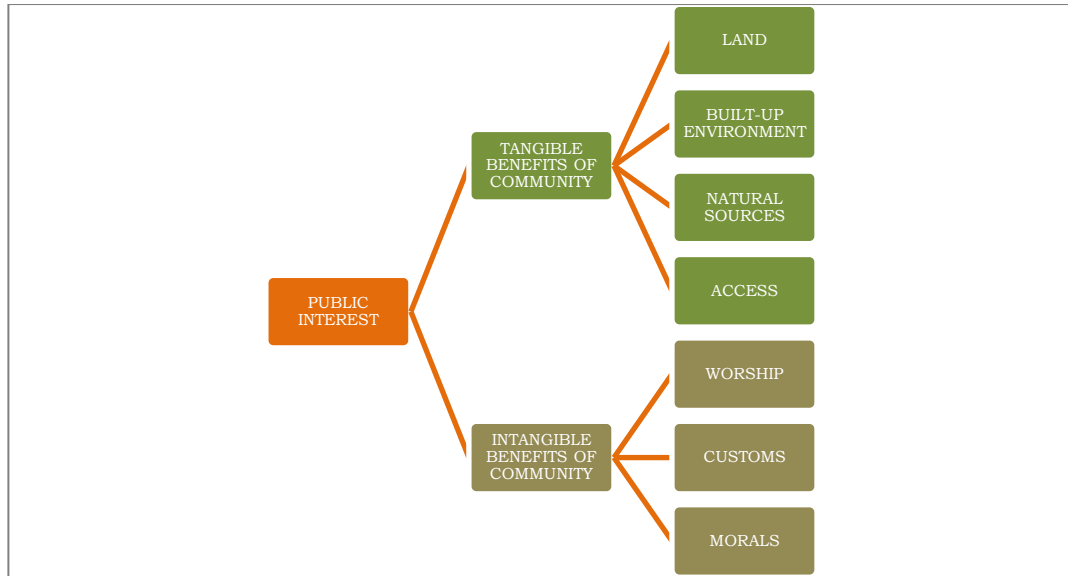 LAND
BUILT-UP
ENVIRONMENT
TANGIBLE
BENEFITS OF
COMMUNITY
NATURAL
SOURCES
ACCESS
PUBLIC
INTEREST
WORSHIP
INTANGIBLE
BENEFITS OF
COMMUNITY
CUSTOMS
MORALS